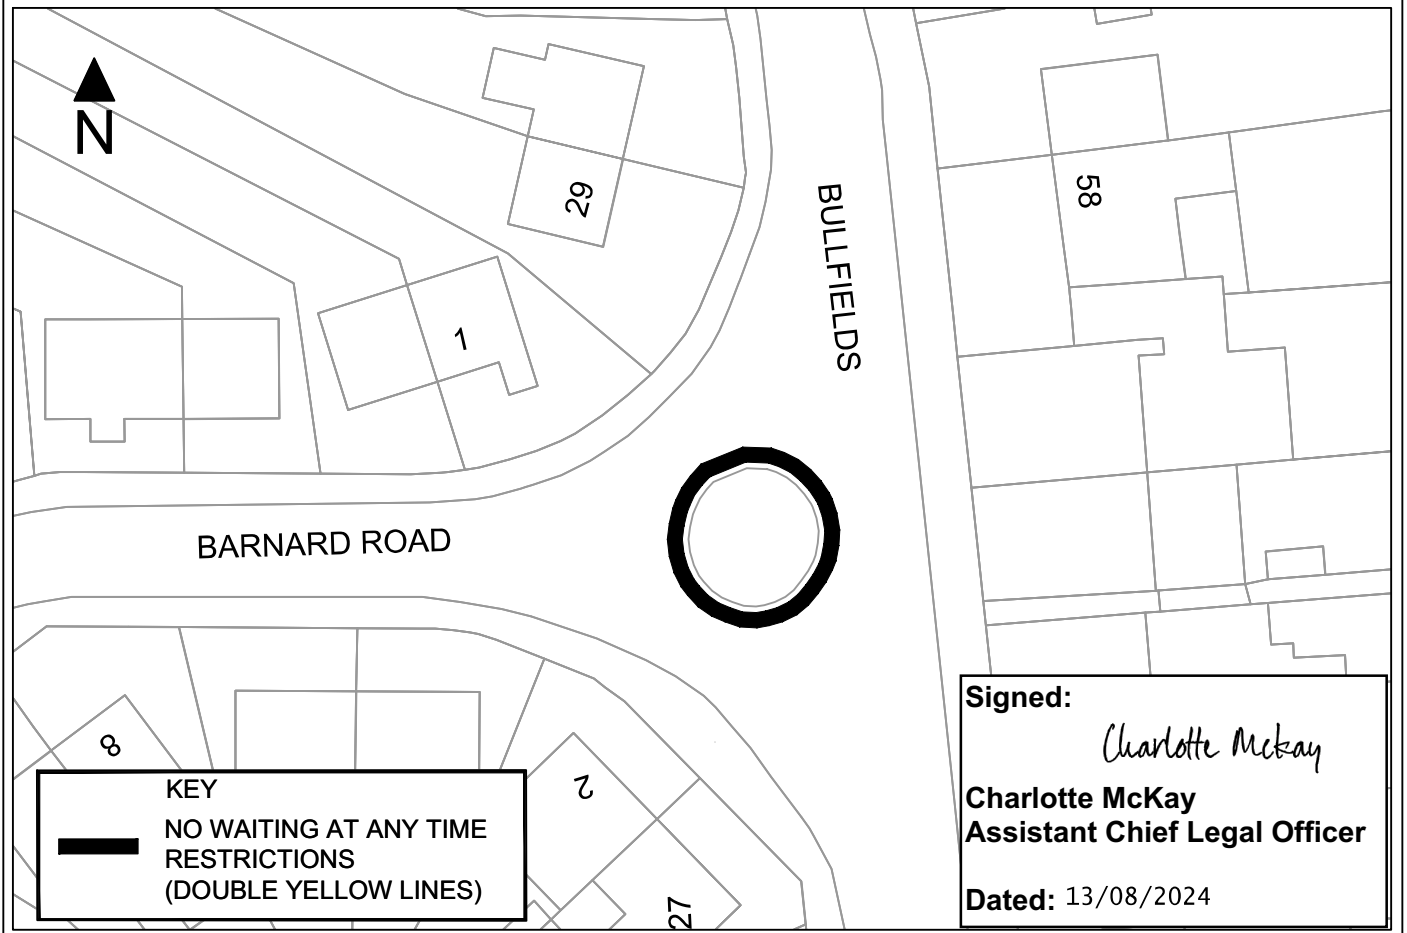 N
29
58
BULLFIELDS
1
BARNARD ROAD
8
2
27
KEY
NO WAITING AT ANY TIME
RESTRICTIONS
(DOUBLE YELLOW LINES)
Signed:
Charlotte McKay
Charlotte McKay
Assistant Chief Legal Officer
Dated: 13/08/2024